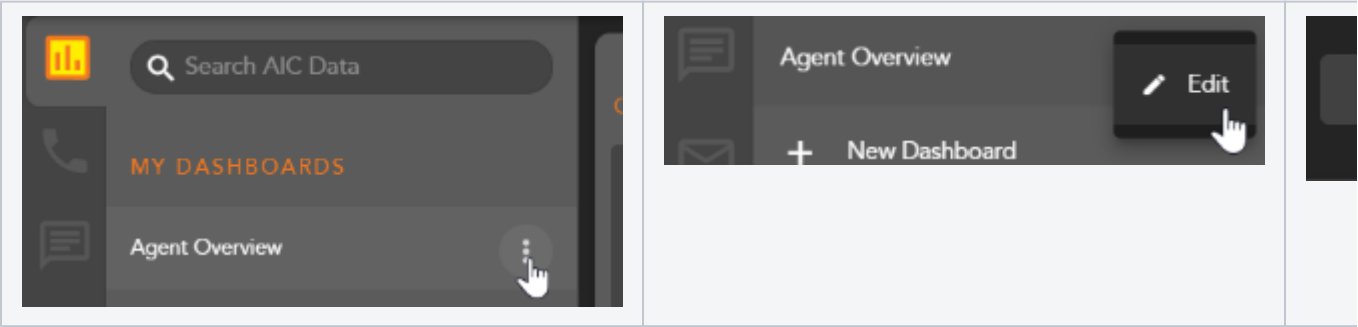 Search AIC Data
MY DASHBOARDS
Agent Overview
Agent Overview
Edit
New Dashboard